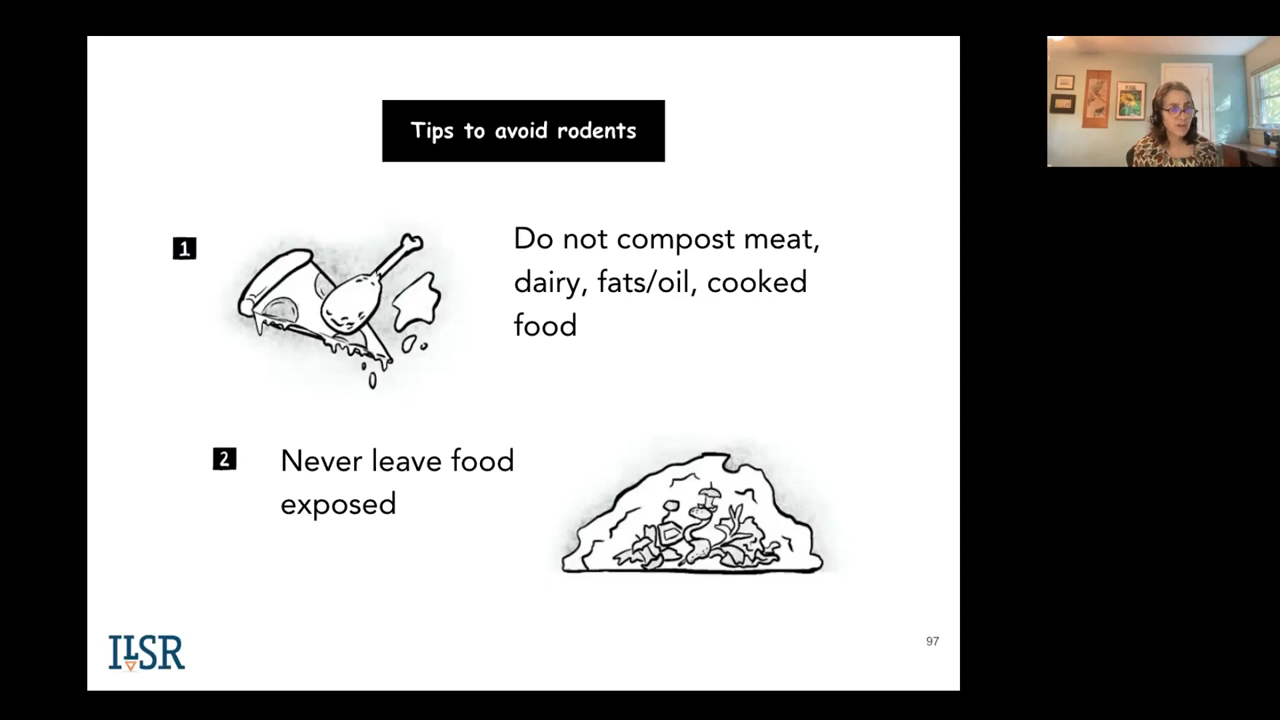 Tips to avoid rodents
1
Do not compost meat,
dairy, fats/oil, cooked
food
2
Never leave food
exposed
ILSR
97